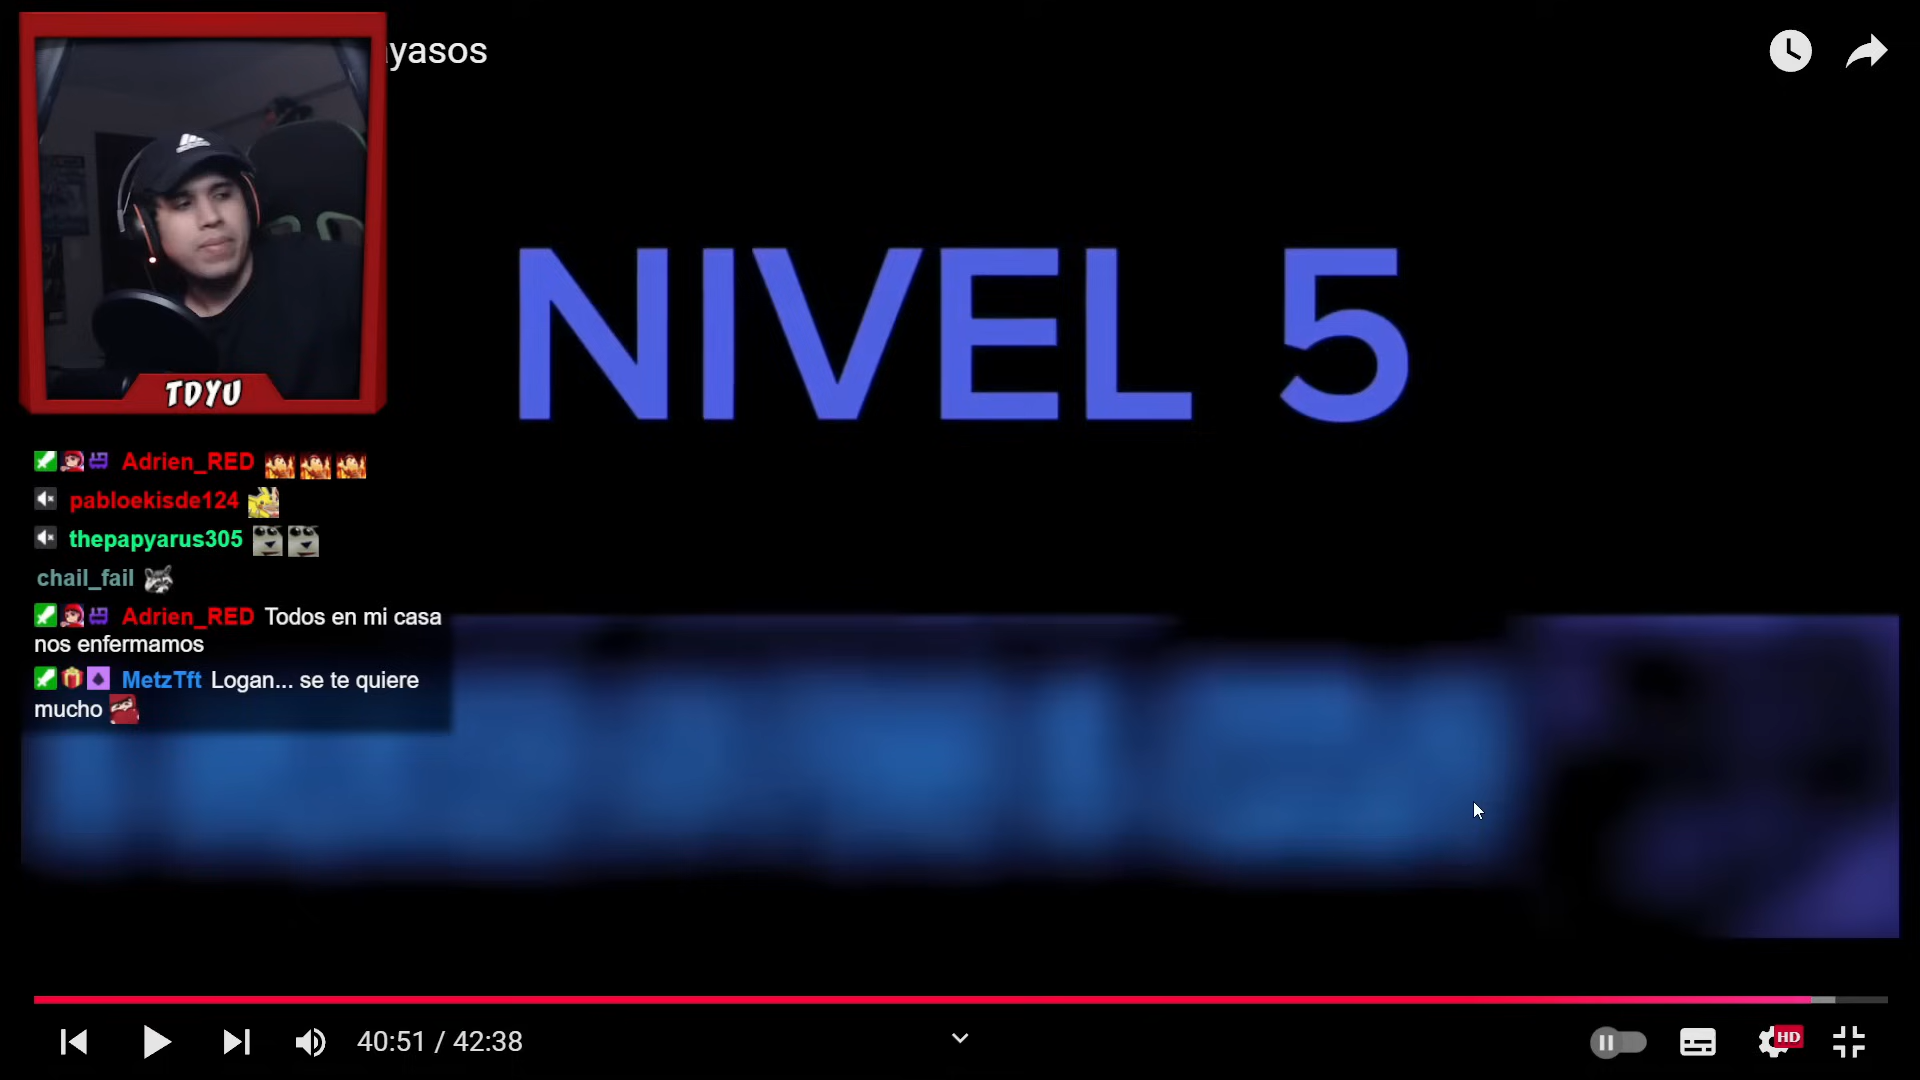 ayasos
NIVEL 5
TDYU
Adrien_RED
pabloekisde124
thepapyarus305
chail_fail
Adrien_RED Todos en mi casa
nos enfermamos
MetzTft Logan... se te quiere
mucho
40:51 / 42:38
HD